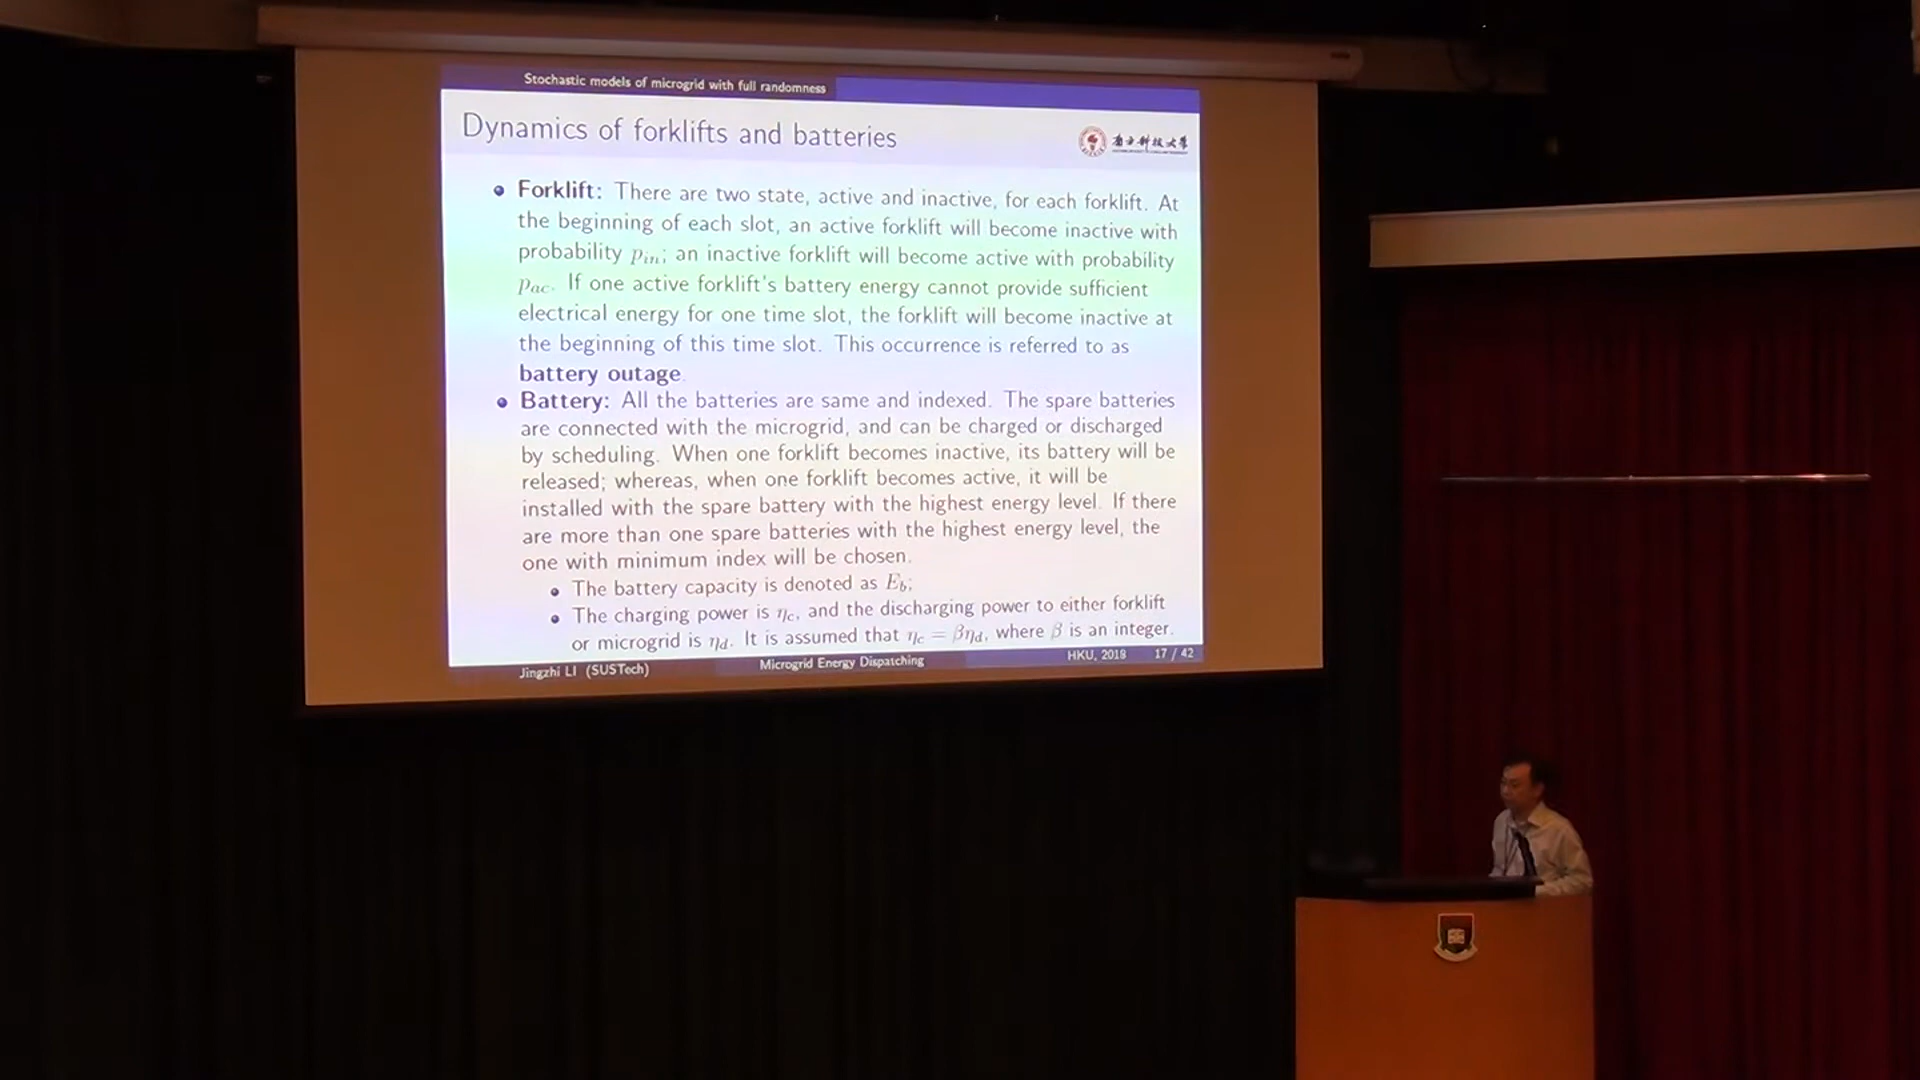 Stochastic models of microgrid with full randomness
Dynamics of forklifts and batteries
南方科技大学
• Forklift: There are two state, active and inactive, for each forklift. At
the beginning of each slot, an active forklift will become inactive with
probability p_in; an inactive forklift will become active with probability
p_ac. If one active forklift's battery energy cannot provide sufficient
electrical energy for one time slot, the forklift will become inactive at
the beginning of this time slot. This occurrence is referred to as
battery outage.
• Battery: All the batteries are same and indexed. The spare batteries
are connected with the microgrid, and can be charged or discharged
by scheduling. When one forklift becomes inactive, its battery will be
released; whereas, when one forklift becomes active, it will be
installed with the spare battery with the highest energy level. If there
are more than one spare batteries with the highest energy level, the
one with minimum index will be chosen.
• The battery capacity is denoted as E_b;
• The charging power is η_c, and the discharging power to either forklift
or microgrid is η_d. It is assumed that η_c = βη_d, where β is an integer.
Jingzhi LI (SUSTech) Microgrid Energy Dispatching HKU, 2018 17 / 42